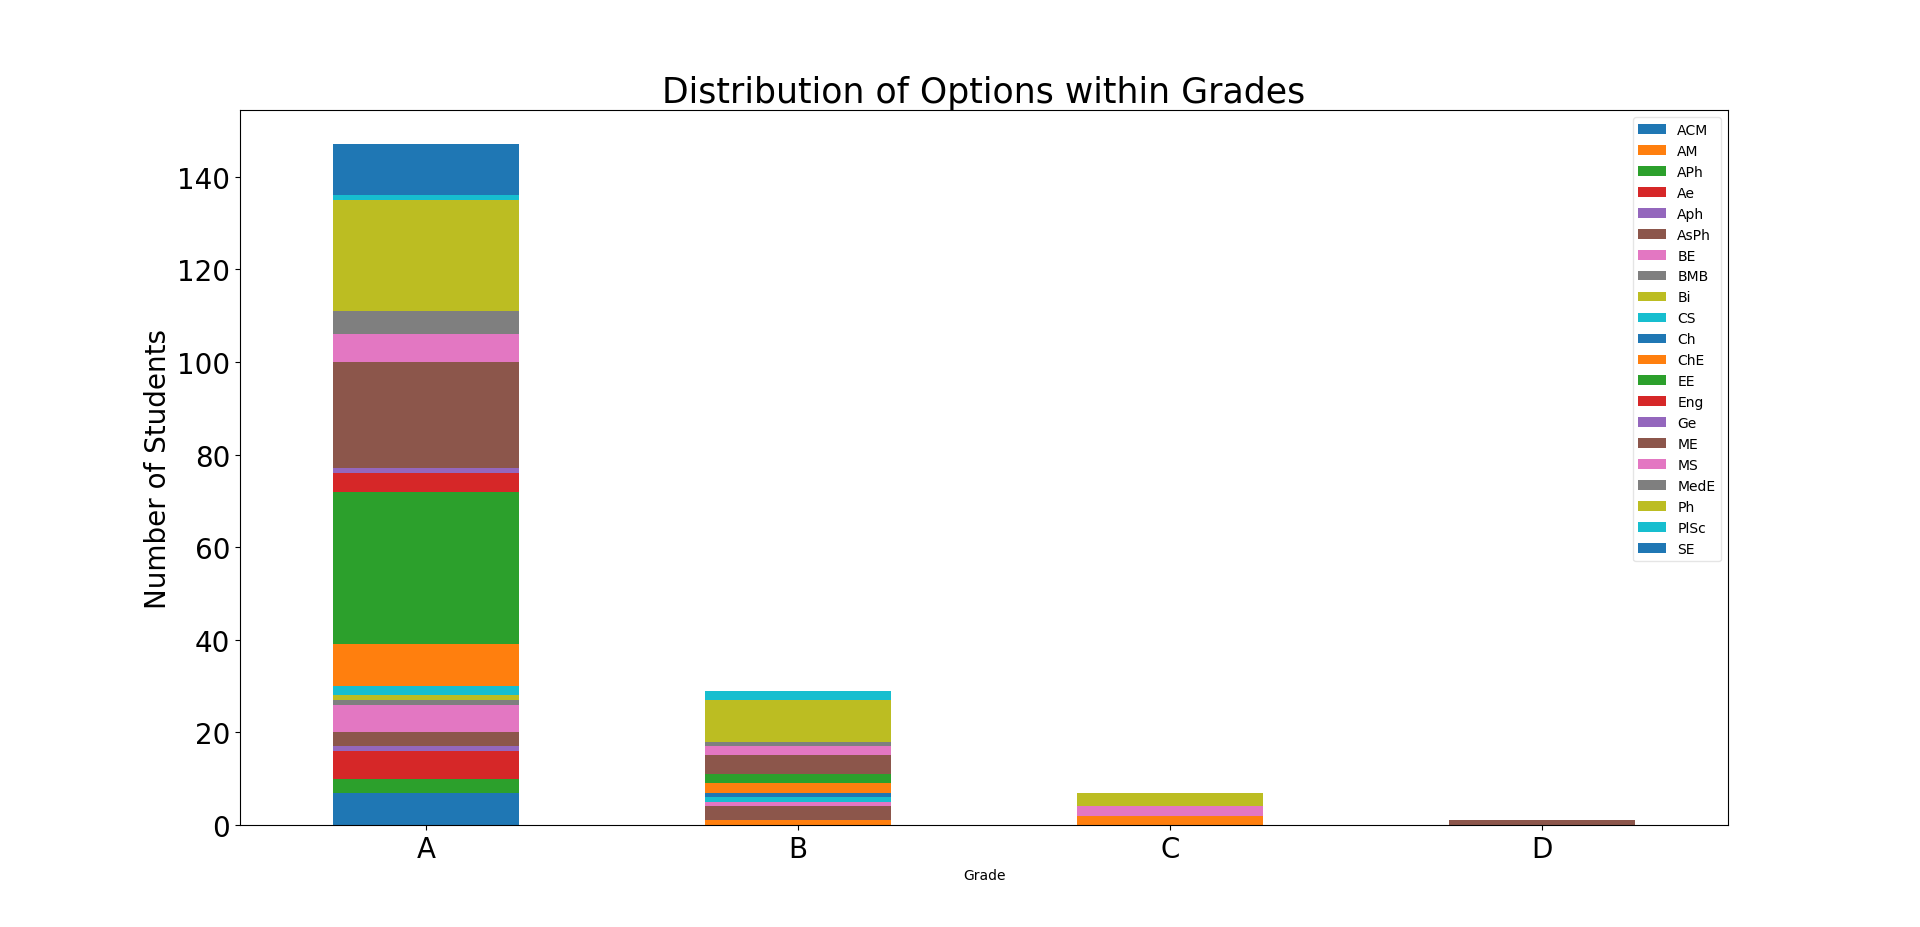 Distribution of Options within Grades
Number of Students
140
120
100
80
60
40
20
0
A
B
C
D
Grade
ACM
AM
APh
Ae
Aph
AsPh
BE
BMB
Bi
CS
Ch
ChE
EE
Eng
Ge
ME
MS
MedE
Ph
PlSc
SE